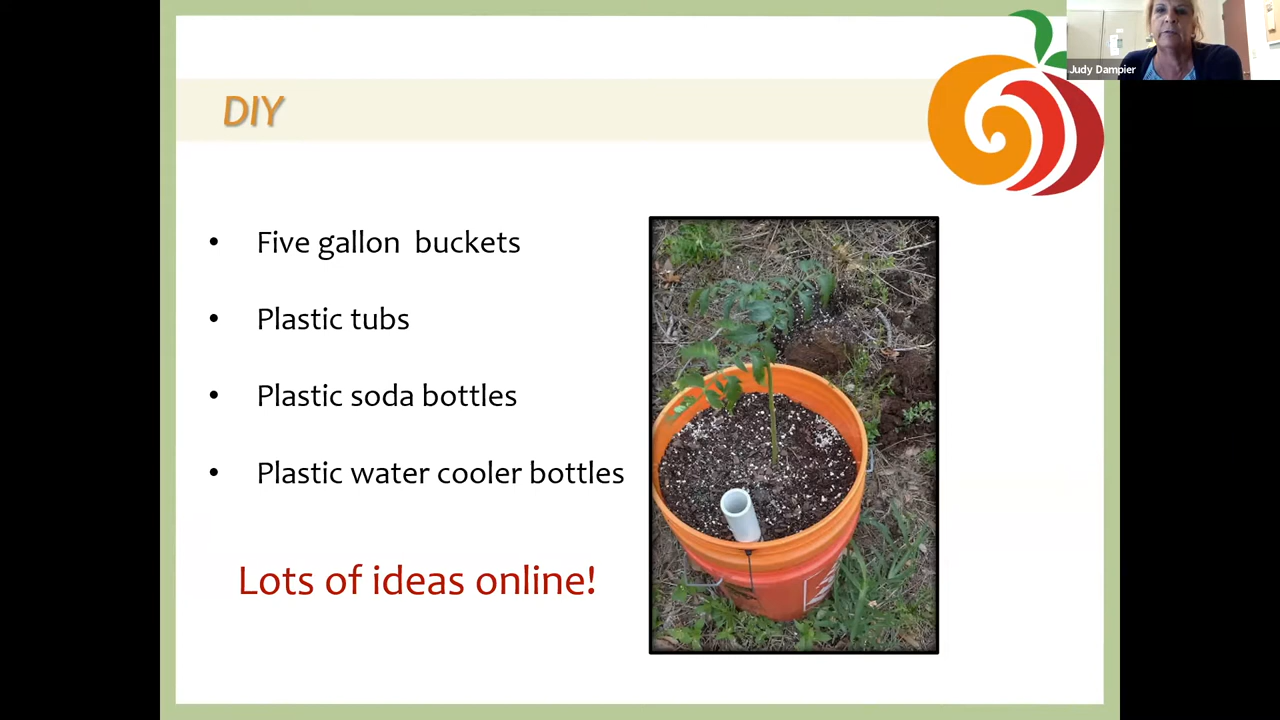 Judy Dampier
DIY
• Five gallon buckets
• Plastic tubs
• Plastic soda bottles
• Plastic water cooler bottles
Lots of ideas online!